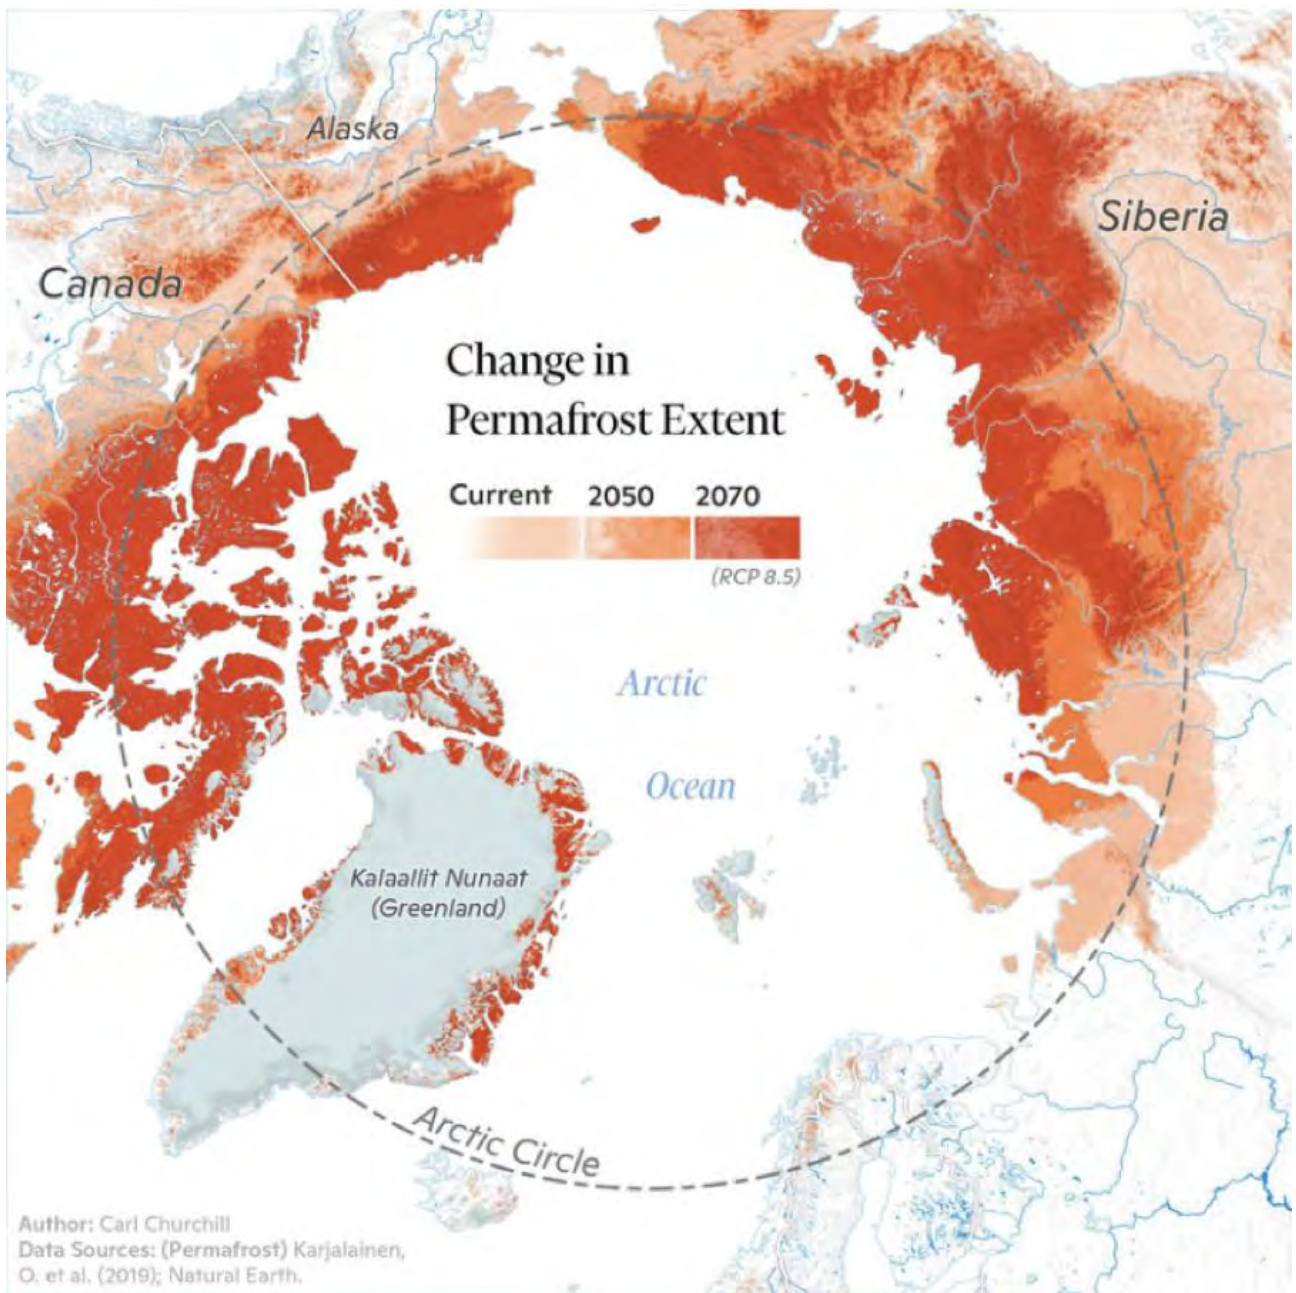 Alaska
Siberia
Canada
Change in
Permafrost Extent
Current 2050 2070
(RCP 8.5)
Arctic
Ocean
Kalaallit Nunaat
(Greenland)
Arctic Circle
Author: Carl Churchill
Data Sources: (Permafrost) Karjalainen,
O. et al. (2019); Natural Earth.